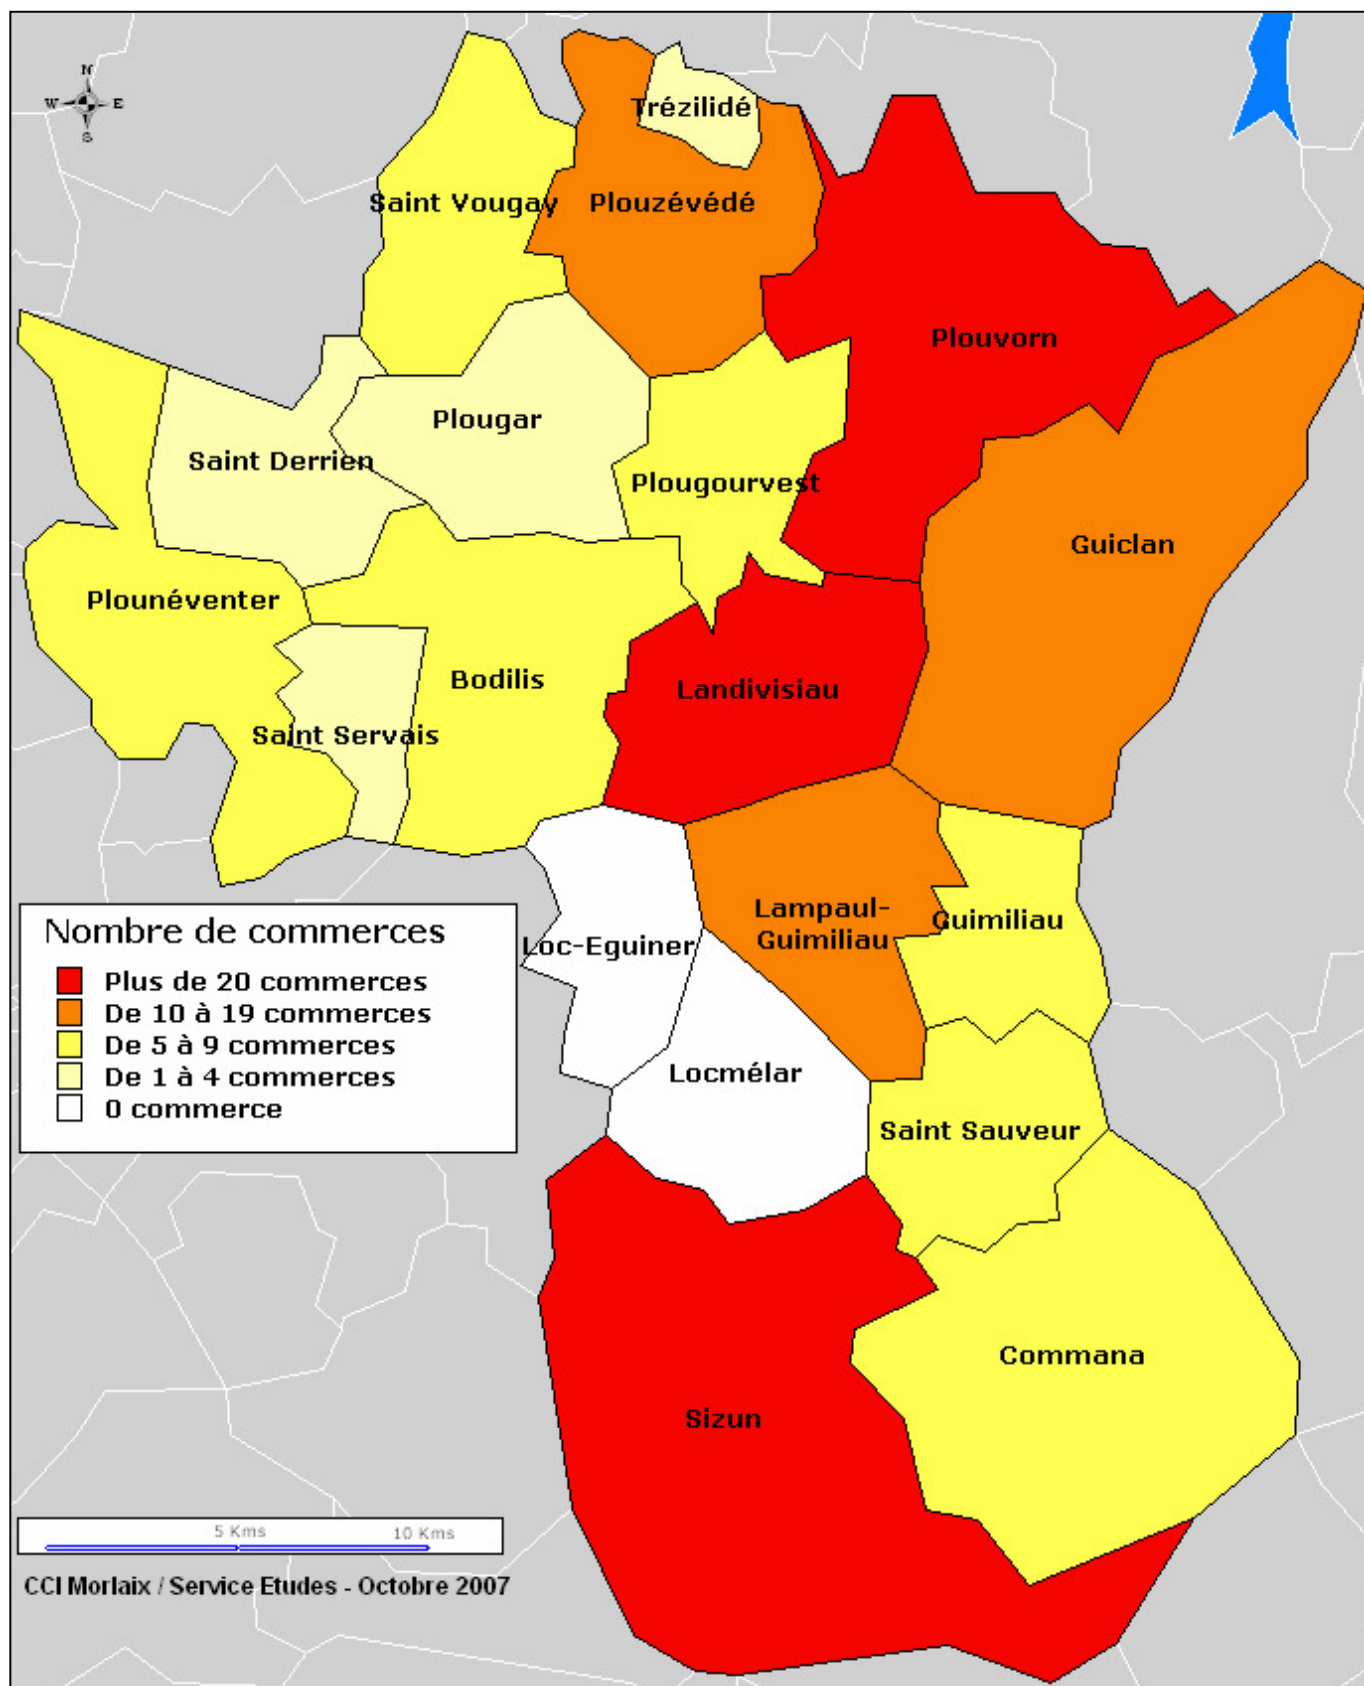 N
W E
S
Trézilidé
Saint Vougay
Plouzévédé
Plouvorn
Plougar
Saint Derrien
Plougourvest
Guiclan
Plounéventer
Bodilis
Landivisiau
Saint Servais
Lampaul-
Guimiliau
Guimiliau
Loc-Eguiner
Locmélar
Saint Sauveur
Commana
Sizun
Nombre de commerces
Plus de 20 commerces
De 10 à 19 commerces
De 5 à 9 commerces
De 1 à 4 commerces
0 commerce
5 Kms 10 Kms
CCI Morlaix / Service Etudes - Octobre 2007